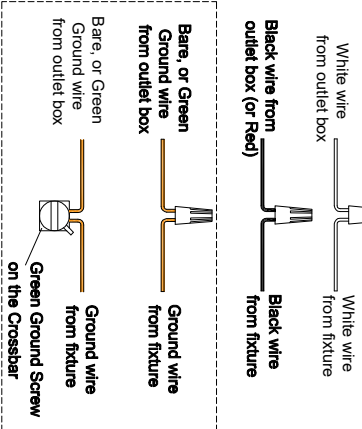 White wire
from outlet box
White wire
from fixture
Black wire from
outlet box (or Red)
Black wire
from fixture
Bare, or Green
Ground wire
from outlet box
Ground wire
from fixture
Bare, or Green
Ground wire
from outlet box
Ground wire
from fixture
Green Ground Screw
on the Crossbar